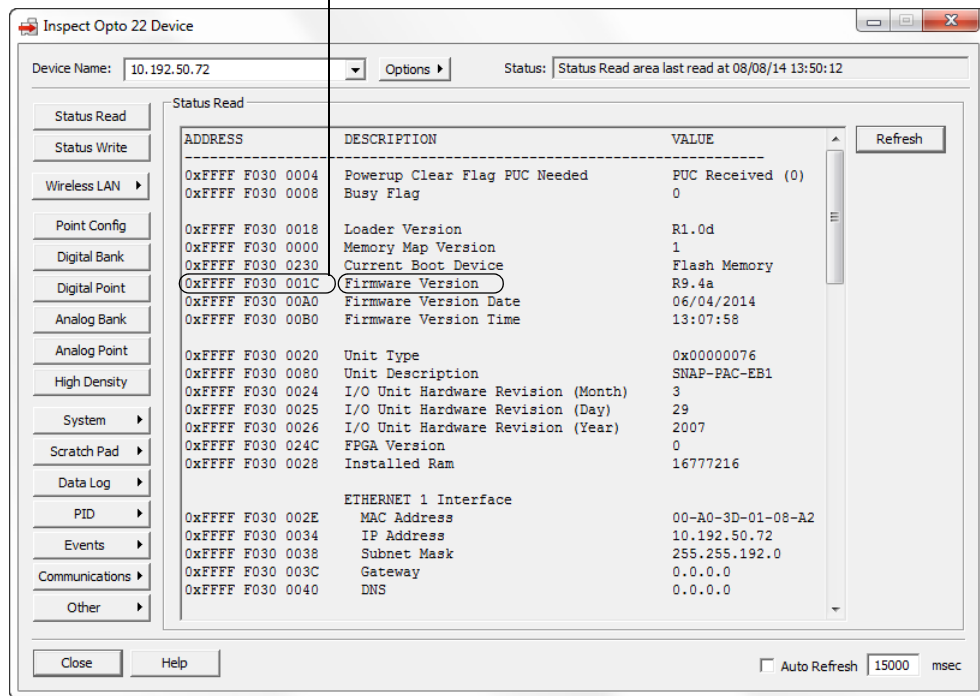 Inspect Opto 22 Device
Device Name: 10.192.50.72 Options Status: Status Read area last read at 08/08/14 13:50:12
Status Read
Status Write
Wireless LAN
Point Config
Digital Bank
Digital Point
Analog Bank
Analog Point
High Density
System
Scratch Pad
Data Log
PID
Events
Communications
Other
Status Read
ADDRESS DESCRIPTION VALUE
------------------------------------------------------------------------
0xFFFF F030 0004 Powerup Clear Flag PUC Needed PUC Received (0)
0xFFFF F030 0008 Busy Flag 0
0xFFFF F030 0018 Loader Version R1.0d
0xFFFF F030 0000 Memory Map Version 1
0xFFFF F030 0230 Current Boot Device Flash Memory
0xFFFF F030 001C Firmware Version R9.4a
0xFFFF F030 00A0 Firmware Version Date 06/04/2014
0xFFFF F030 00B0 Firmware Version Time 13:07:58
0xFFFF F030 0020 Unit Type 0x00000076
0xFFFF F030 0080 Unit Description SNAP-PAC-EB1
0xFFFF F030 0024 I/O Unit Hardware Revision (Month) 3
0xFFFF F030 0025 I/O Unit Hardware Revision (Day) 29
0xFFFF F030 0026 I/O Unit Hardware Revision (Year) 2007
0xFFFF F030 024C FPGA Version 0
0xFFFF F030 0028 Installed Ram 16777216
ETHERNET 1 Interface
0xFFFF F030 002E MAC Address 00-A0-3D-01-08-A2
0xFFFF F030 0034 IP Address 10.192.50.72
0xFFFF F030 0038 Subnet Mask 255.255.192.0
0xFFFF F030 003C Gateway 0.0.0.0
0xFFFF F030 0040 DNS 0.0.0.0
Refresh
Close Help Auto Refresh 15000 msec